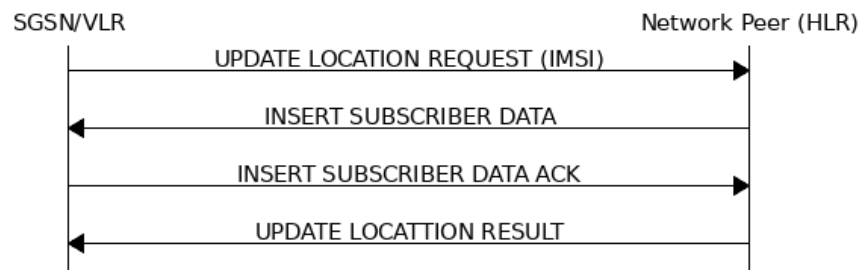 SGSN/VLR Network Peer (HLR)
UPDATE LOCATION REQUEST (IMSI)
INSERT SUBSCRIBER DATA
INSERT SUBSCRIBER DATA ACK
UPDATE LOCATTION RESULT